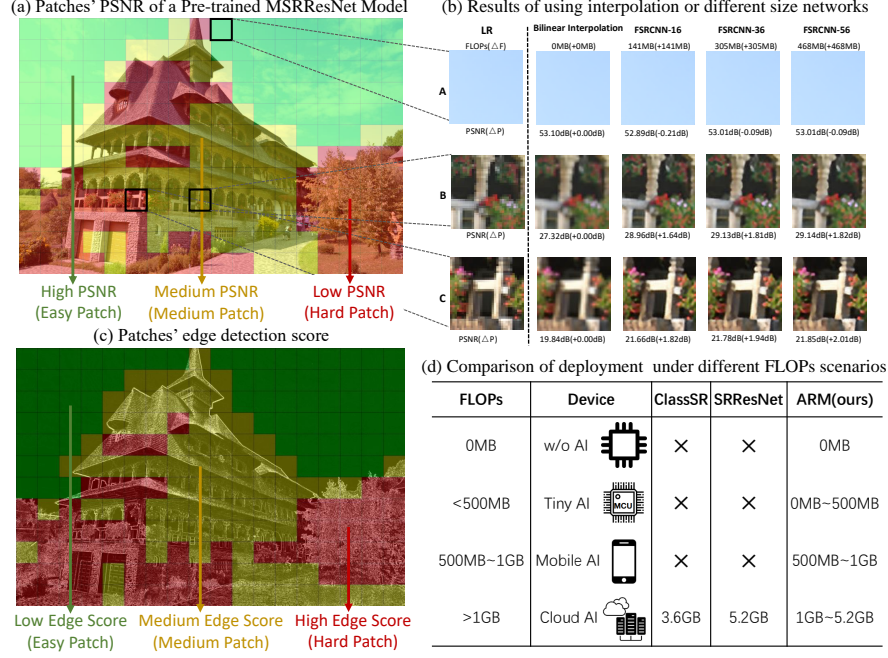 (a) Patches' PSNR of a Pre-trained MSRResNet Model
High PSNR
(Easy Patch)
Medium PSNR
(Medium Patch)
Low PSNR
(Hard Patch)
(b) Results of using interpolation or different size networks
LR Bilinear Interpolation FSRCNN-16 FSRCNN-36 FSRCNN-56
FLOPs(△F) 0MB(+0MB) 141MB(+141MB) 305MB(+305MB) 468MB(+468MB)
A
PSNR(△P) 53.10dB(+0.00dB) 52.89dB(-0.21dB) 53.01dB(-0.09dB) 53.01dB(-0.09dB)
B
PSNR(△P) 27.32dB(+0.00dB) 28.96dB(+1.64dB) 29.13dB(+1.81dB) 29.14dB(+1.82dB)
C
PSNR(△P) 19.84dB(+0.00dB) 21.66dB(+1.82dB) 21.78dB(+1.94dB) 21.85dB(+2.01dB)
(c) Patches' edge detection score
Low Edge Score
(Easy Patch)
Medium Edge Score
(Medium Patch)
High Edge Score
(Hard Patch)
(d) Comparison of deployment under different FLOPs scenarios
FLOPs Device ClassSR SRResNet ARM(ours)
0MB w/o AI × × 0MB
<500MB Tiny AI MCU × × 0MB~500MB
500MB~1GB Mobile AI × × 500MB~1GB
>1GB Cloud AI 3.6GB 5.2GB 1GB~5.2GB